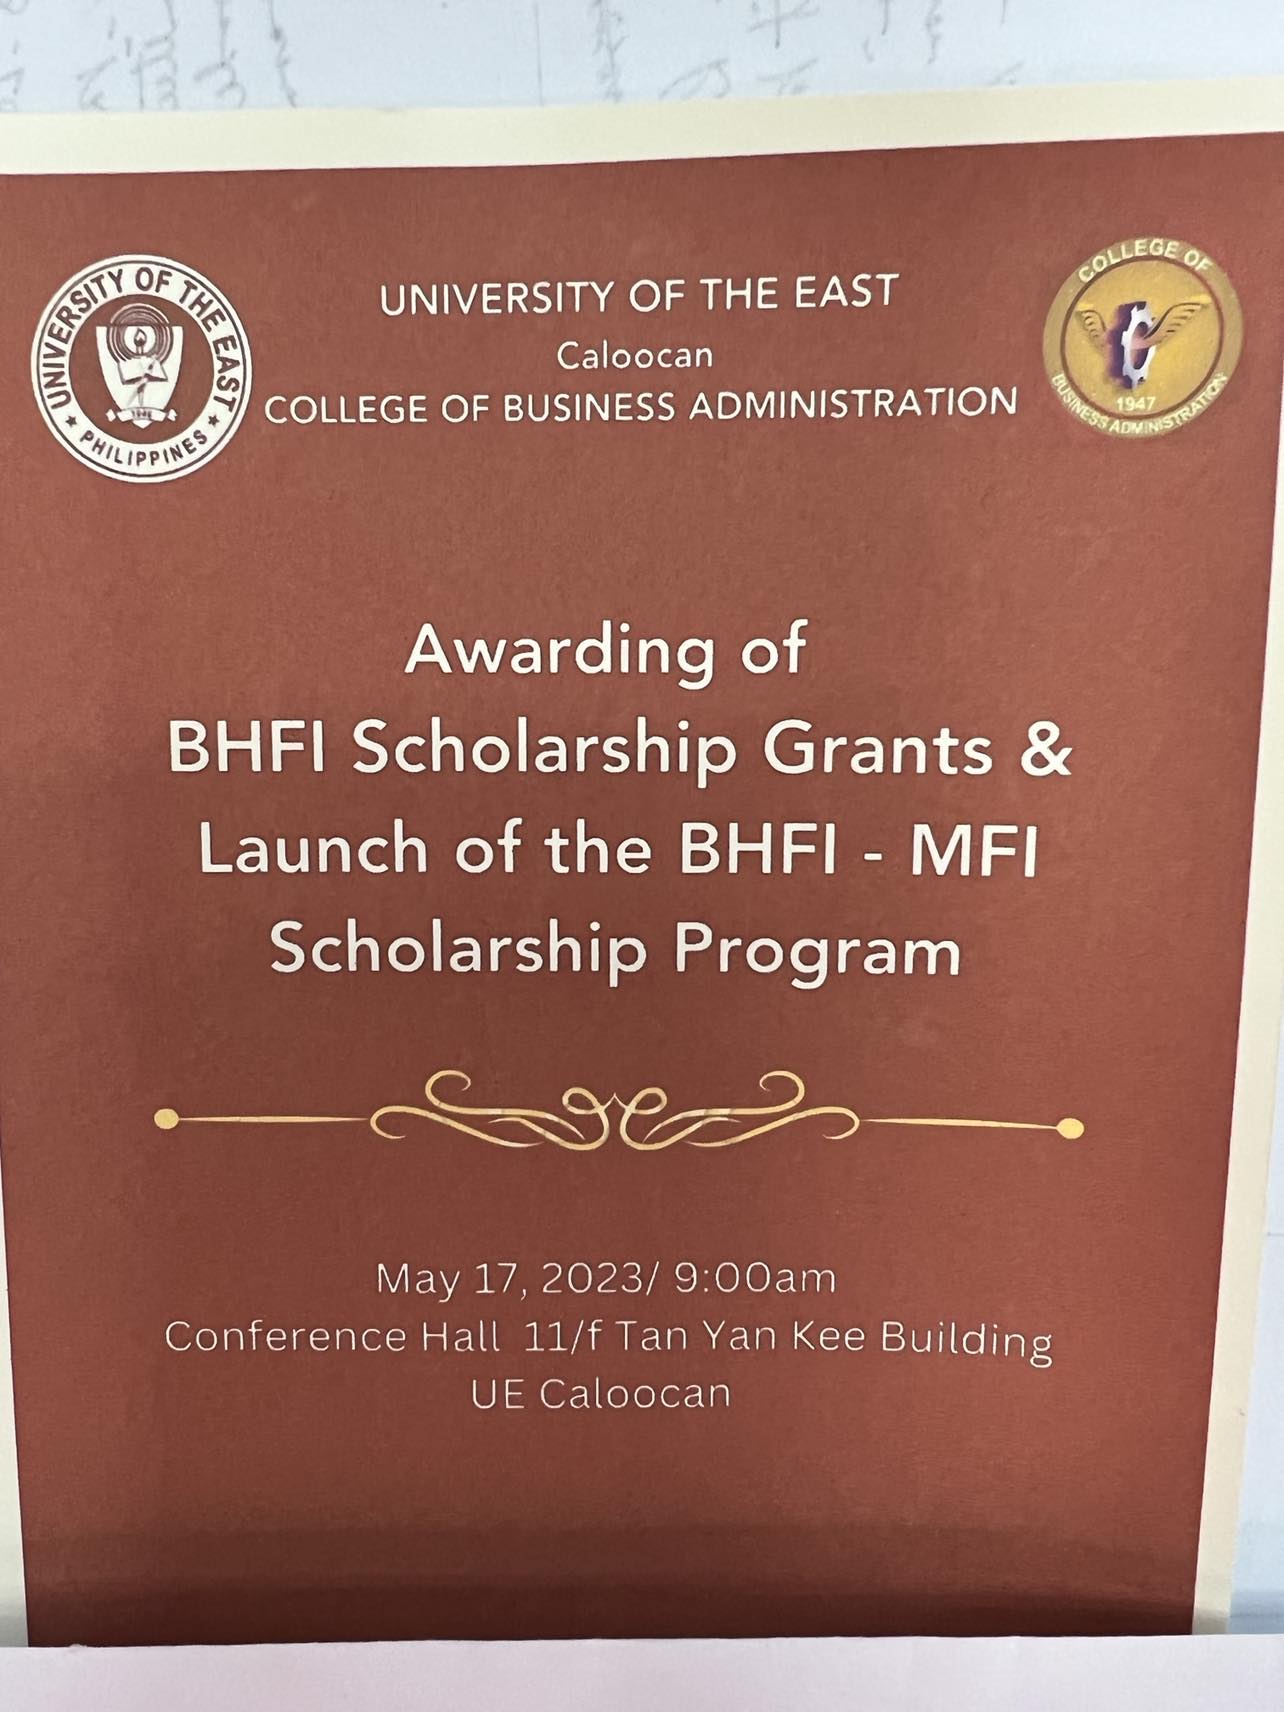 UNIVERSITY OF THE EAST
Caloocan
COLLEGE OF BUSINESS ADMINISTRATION
UNIVERSITY OF THE EAST
★ PHILIPPINES ★
1946
COLLEGE OF
BUSINESS ADMINISTRATION
1947
Awarding of
BHFI Scholarship Grants &
Launch of the BHFI - MFI
Scholarship Program
May 17, 2023/ 9:00am
Conference Hall 11/f Tan Yan Kee Building
UE Caloocan